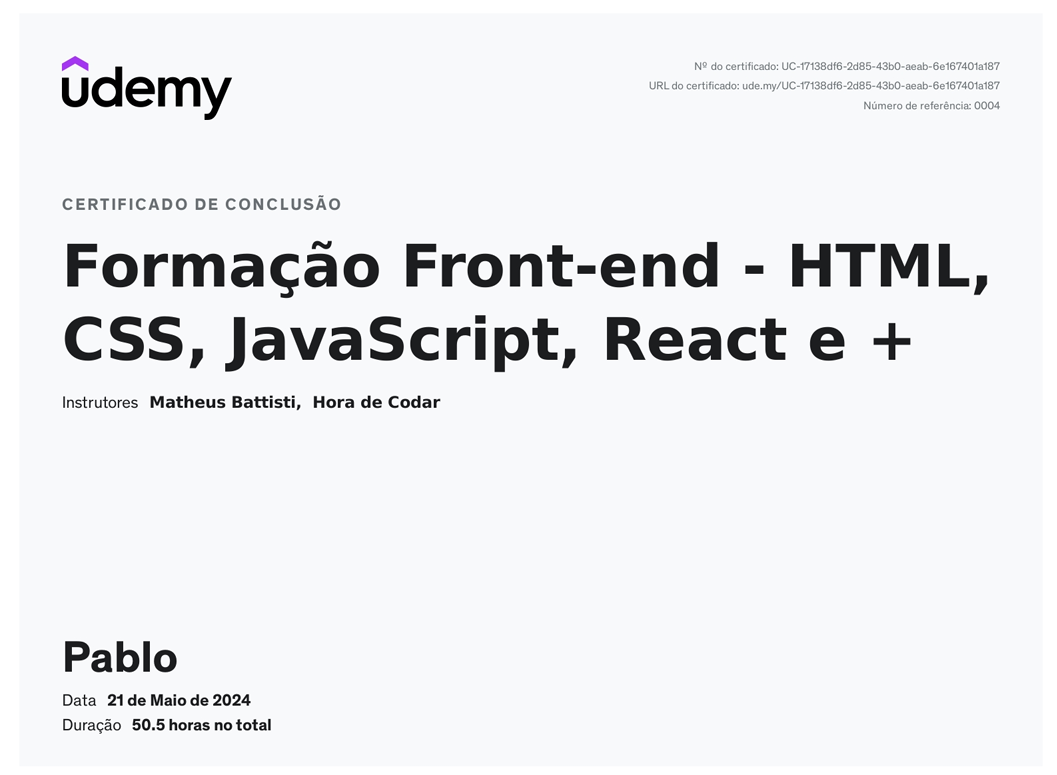 udemy
Nº do certificado: UC-17138df6-2d85-43b0-aeab-6e167401a187
URL do certificado: ude.my/UC-17138df6-2d85-43b0-aeab-6e167401a187
Número de referência: 0004
CERTIFICADO DE CONCLUSÃO
Formação Front-end - HTML,
CSS, JavaScript, React e +
Instrutores Matheus Battisti, Hora de Codar
Pablo
Data 21 de Maio de 2024
Duração 50.5 horas no total